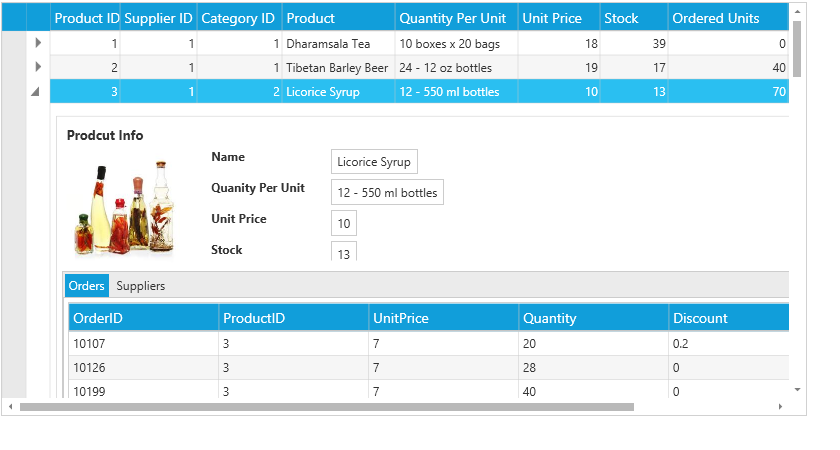 Product ID Supplier ID Category ID Product Quantity Per Unit Unit Price Stock Ordered Units
1 1 1 Dharamsala Tea 10 boxes x 20 bags 18 39 0
2 1 1 Tibetan Barley Beer 24 - 12 oz bottles 19 17 40
3 1 2 Licorice Syrup 12 - 550 ml bottles 10 13 70
Prodcut Info
Name Licorice Syrup
Quanity Per Unit 12 - 550 ml bottles
Unit Price 10
Stock 13
Orders Suppliers
OrderID ProductID UnitPrice Quantity Discount
10107 3 7 20 0.2
10126 3 7 28 0
10199 3 7 40 0